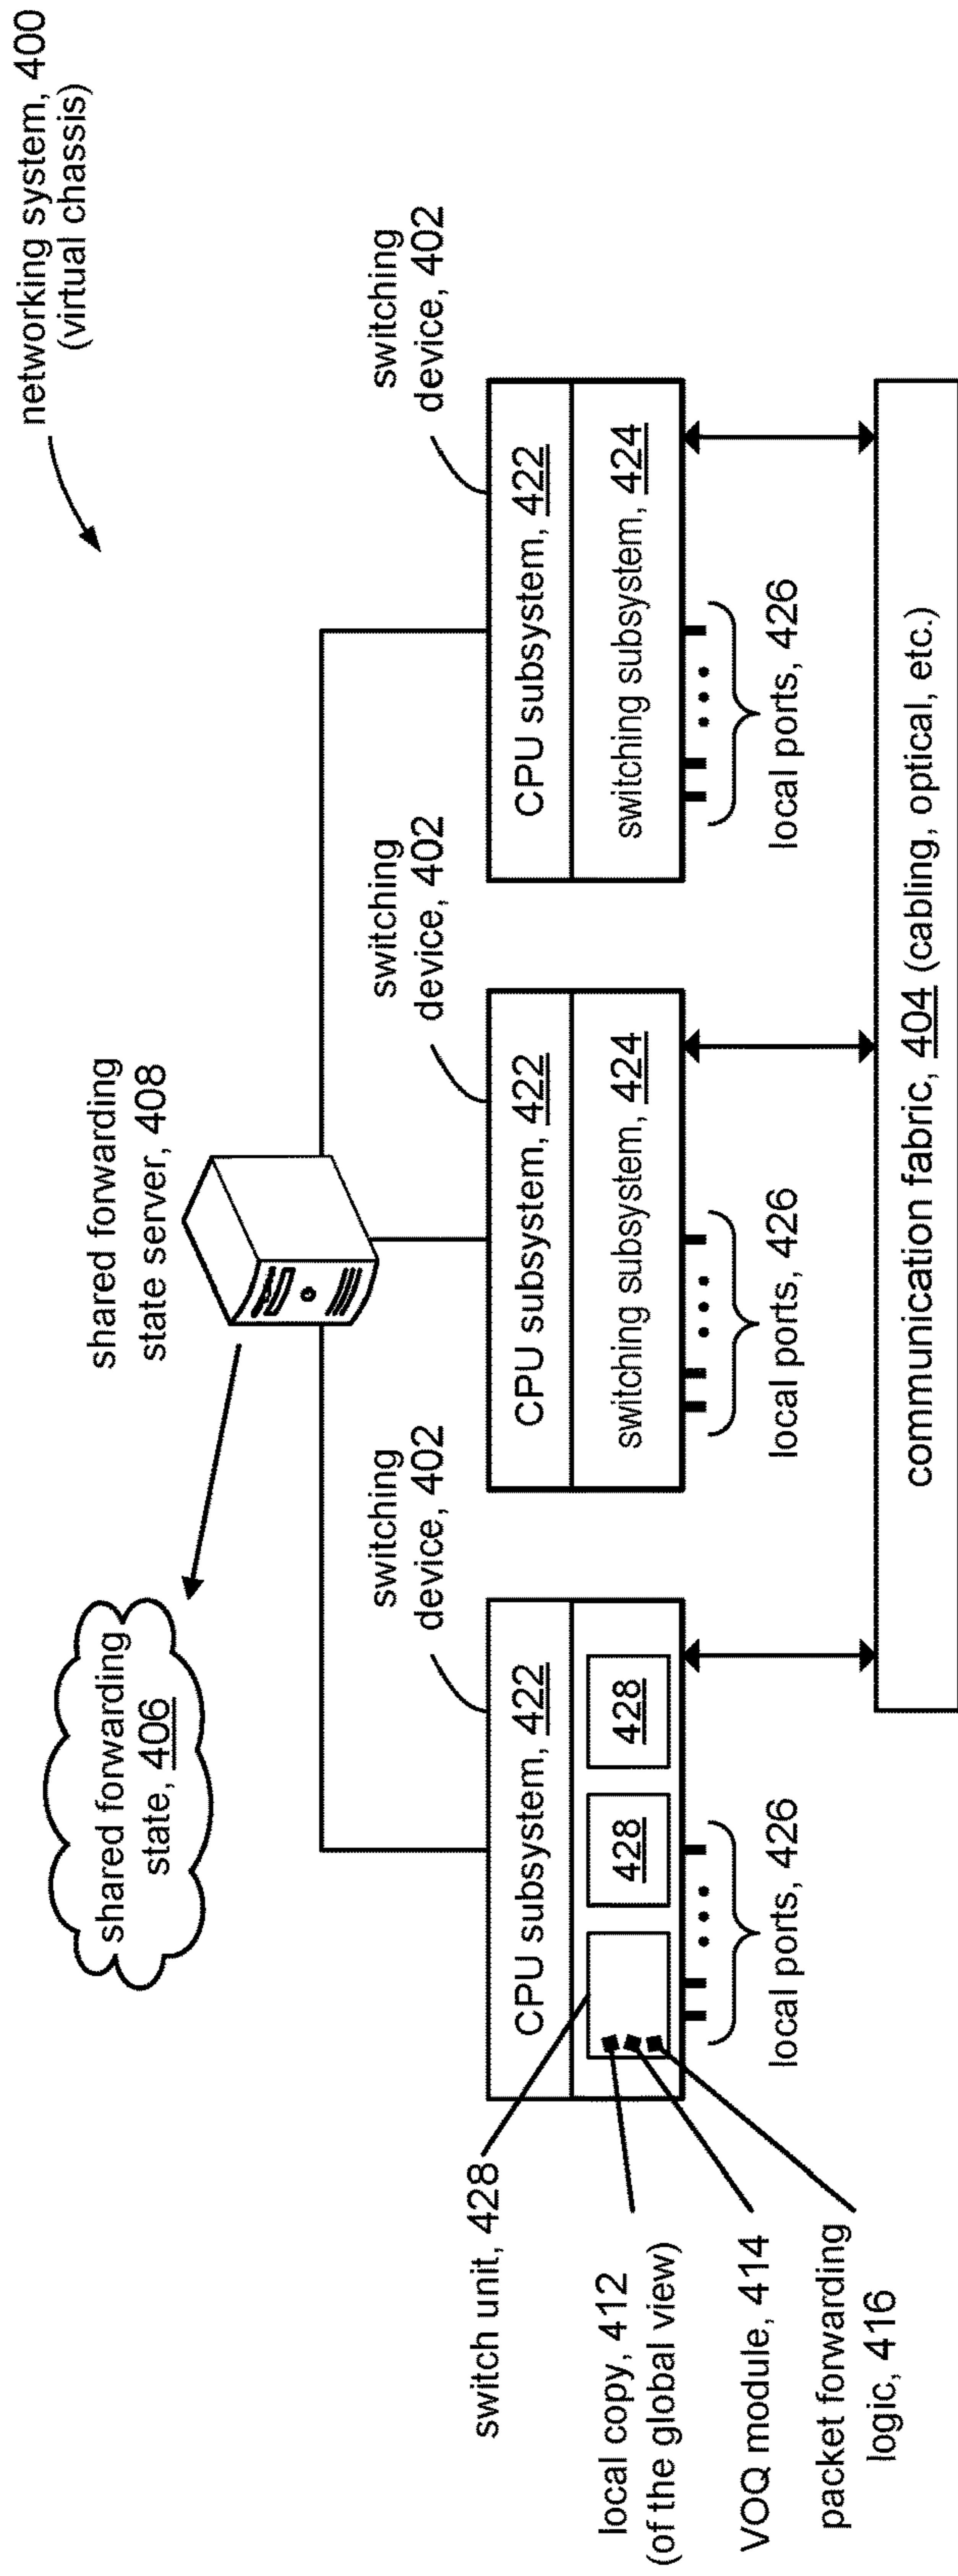 networking system, 400
(virtual chassis)
shared forwarding
state server, 408
shared forwarding
state, 406
switching
device, 402
switching
device, 402
switching
device, 402
CPU subsystem, 422
CPU subsystem, 422
CPU subsystem, 422
428
428
switching subsystem, 424
switching subsystem, 424
switch unit, 428
local copy, 412
(of the global view)
VOQ module, 414
packet forwarding
logic, 416
local ports, 426
local ports, 426
local ports, 426
communication fabric, 404 (cabling, optical, etc.)